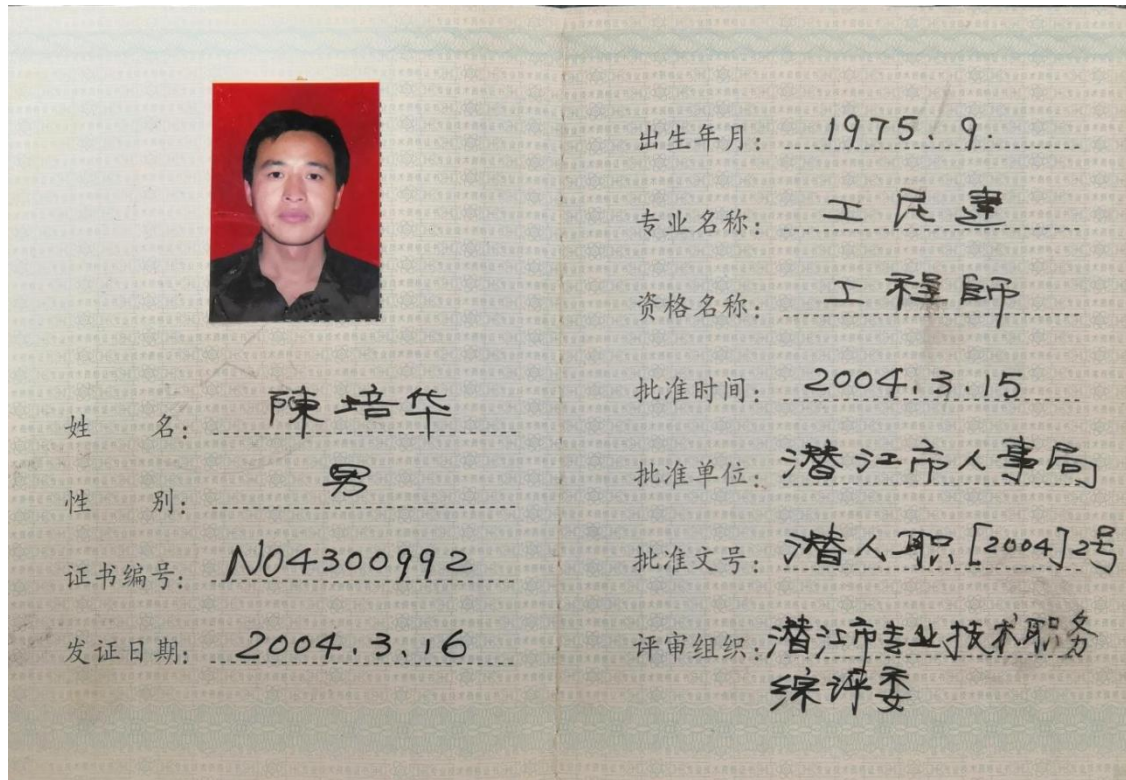 姓名：陳培华
性别：男
证书编号：N04300992
发证日期：2004.3.16
出生年月：1975.9.
专业名称：工民建
资格名称：工程師
批准时间：2004.3.15
批准单位：潜江市人事局
批准文号：潜人职[2004]2号
评审组织：潜江市专业技术职务
综评委